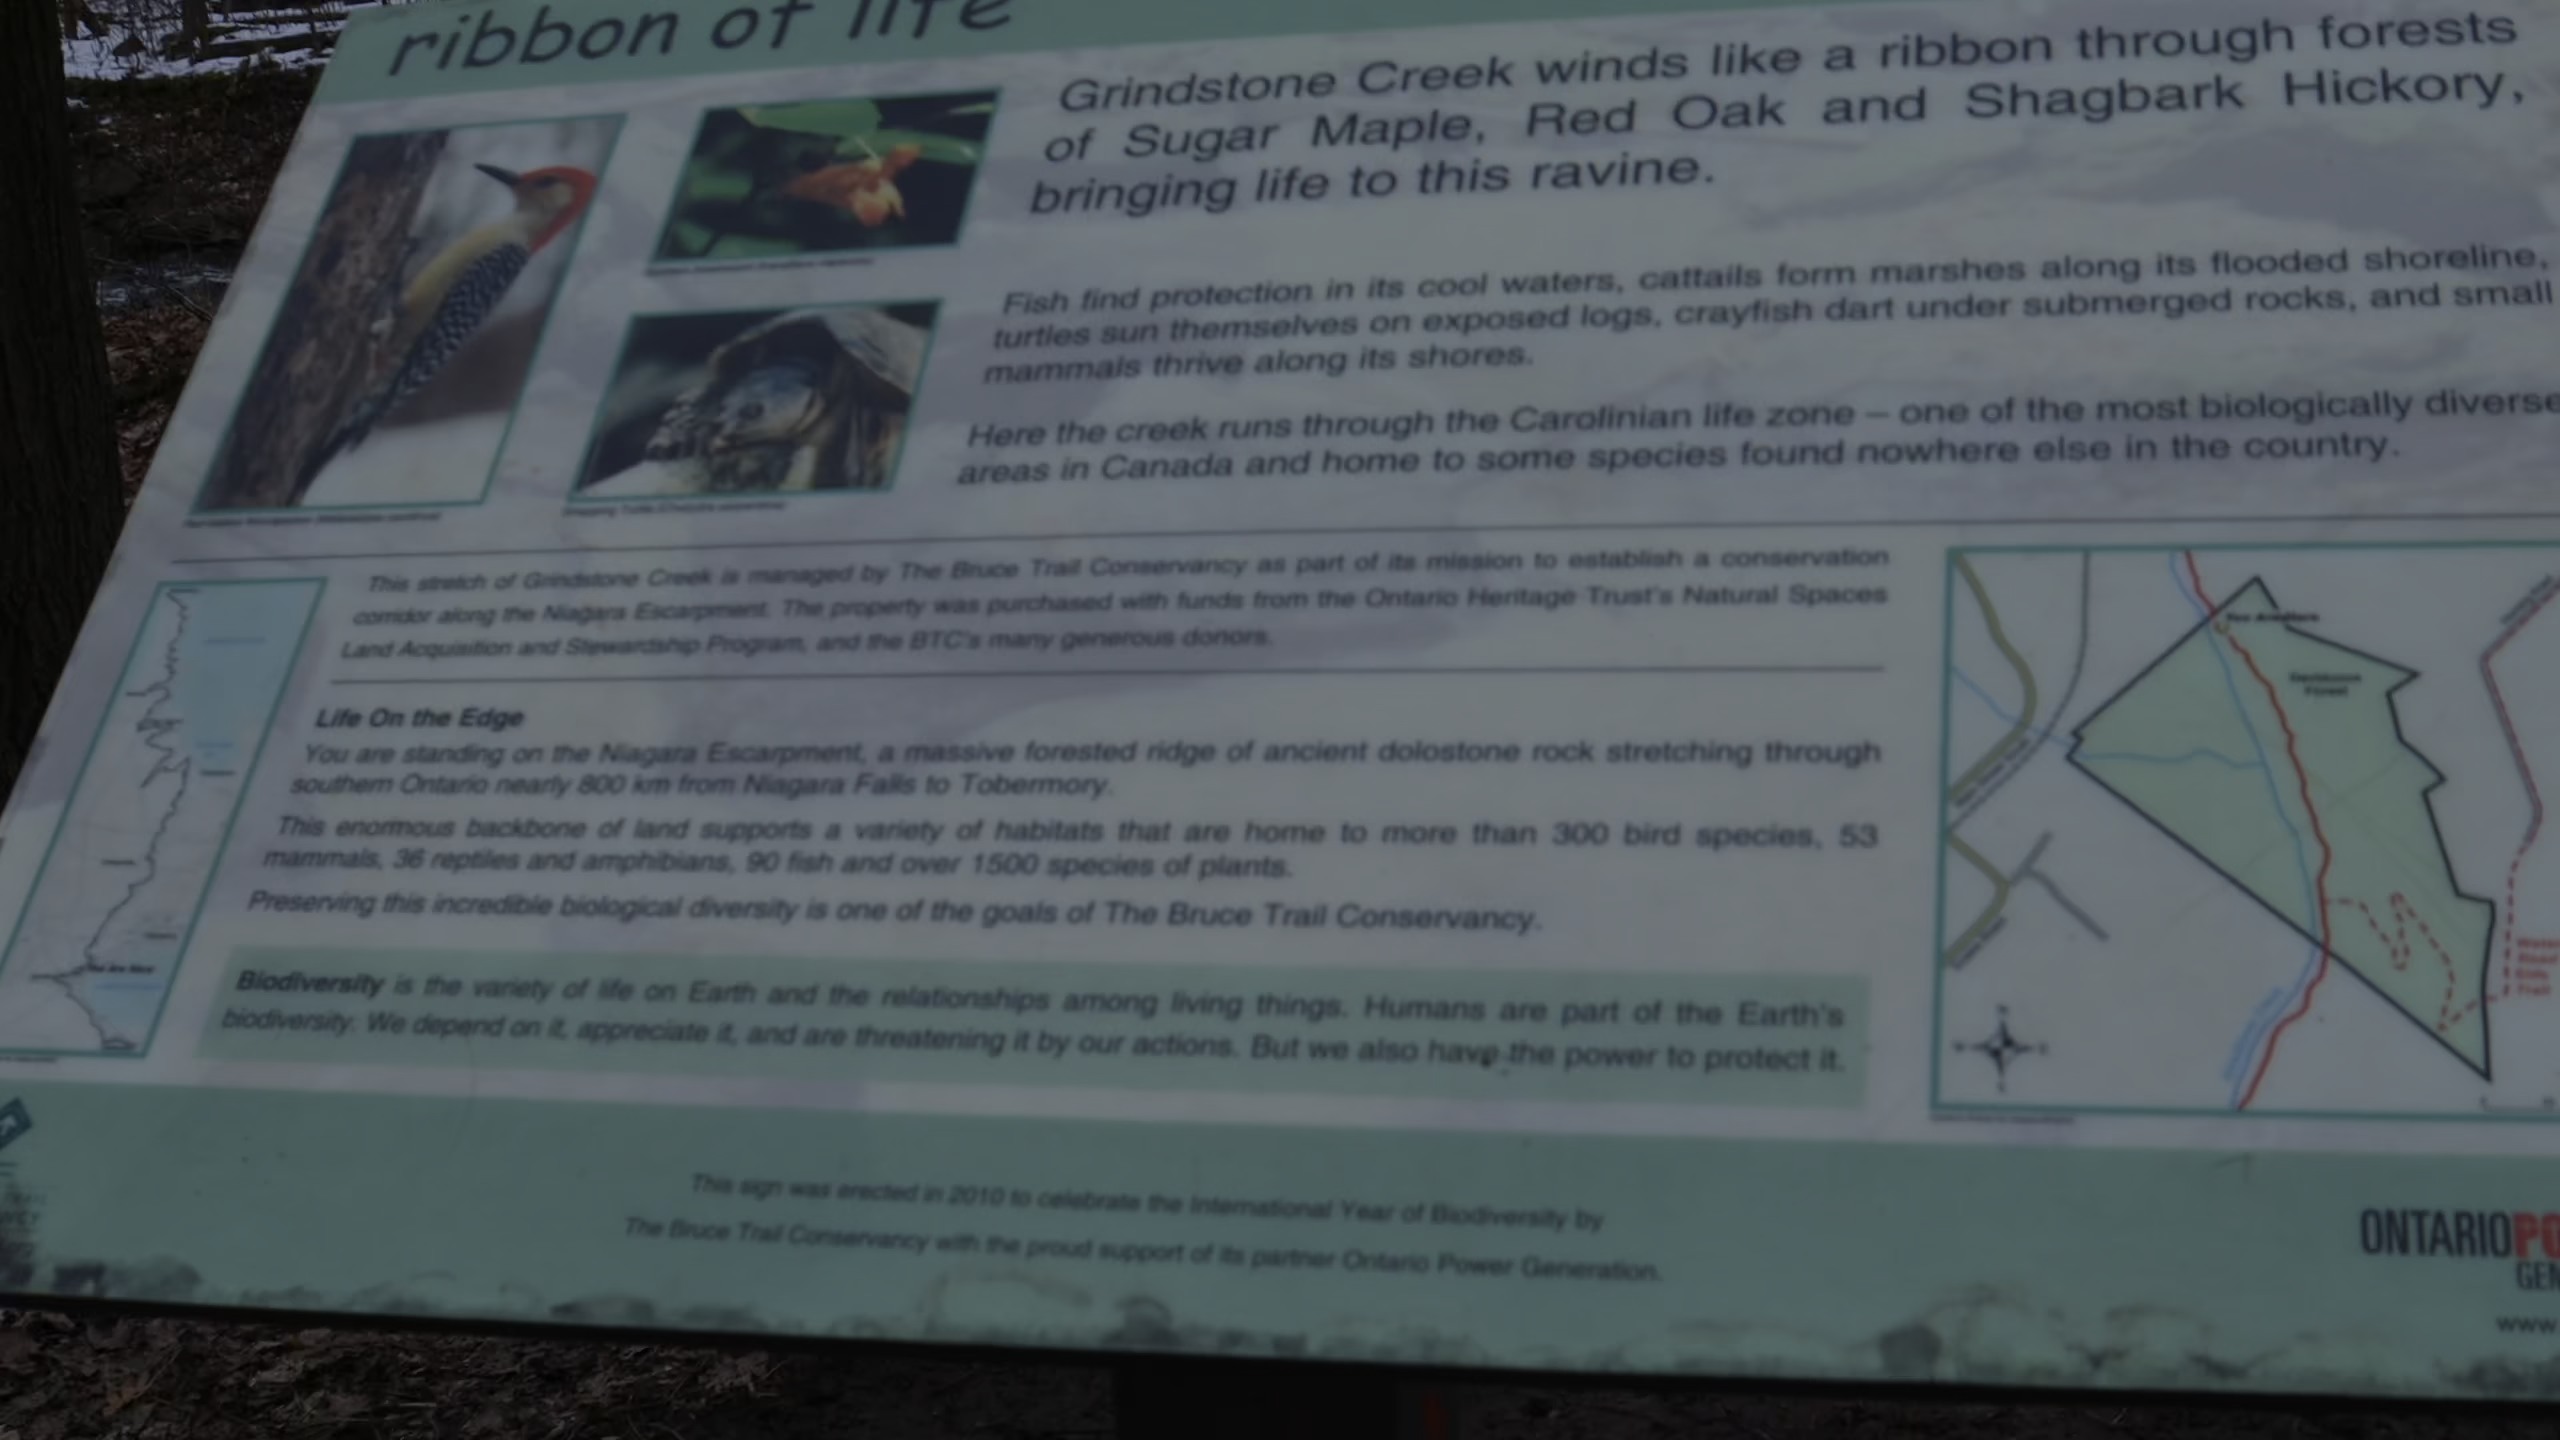 ribbon of life
Grindstone Creek winds like a ribbon through forests
of Sugar Maple, Red Oak and Shagbark Hickory,
bringing life to this ravine.
Fish find protection in its cool waters, cattails form marshes along its flooded shoreline,
turtles sun themselves on exposed logs, crayfish dart under submerged rocks, and small
mammals thrive along its shores.
Here the creek runs through the Carolinian life zone – one of the most biologically diverse
areas in Canada and home to some species found nowhere else in the country.
This stretch of Grindstone Creek is managed by The Bruce Trail Conservancy as part of its mission to establish a conservation
corridor along the Niagara Escarpment. The property was purchased with funds from the Ontario Heritage Trust's Natural Spaces
Land Acquisition and Stewardship Program, and the BTC's many generous donors.
Life On the Edge
You are standing on the Niagara Escarpment, a massive forested ridge of ancient dolostone rock stretching through
southern Ontario nearly 800 km from Niagara Falls to Tobermory.
This enormous backbone of land supports a variety of habitats that are home to more than 300 bird species, 53
mammals, 36 reptiles and amphibians, 90 fish and over 1500 species of plants.
Preserving this incredible biological diversity is one of the goals of The Bruce Trail Conservancy.
Biodiversity is the variety of life on Earth and the relationships among living things. Humans are part of the Earth's
biodiversity. We depend on it, appreciate it, and are threatening it by our actions. But we also have the power to protect it.
This sign was erected in 2010 to celebrate the International Year of Biodiversity by
The Bruce Trail Conservancy with the proud support of its partner Ontario Power Generation.
ONTARIOPO
GEN
www.